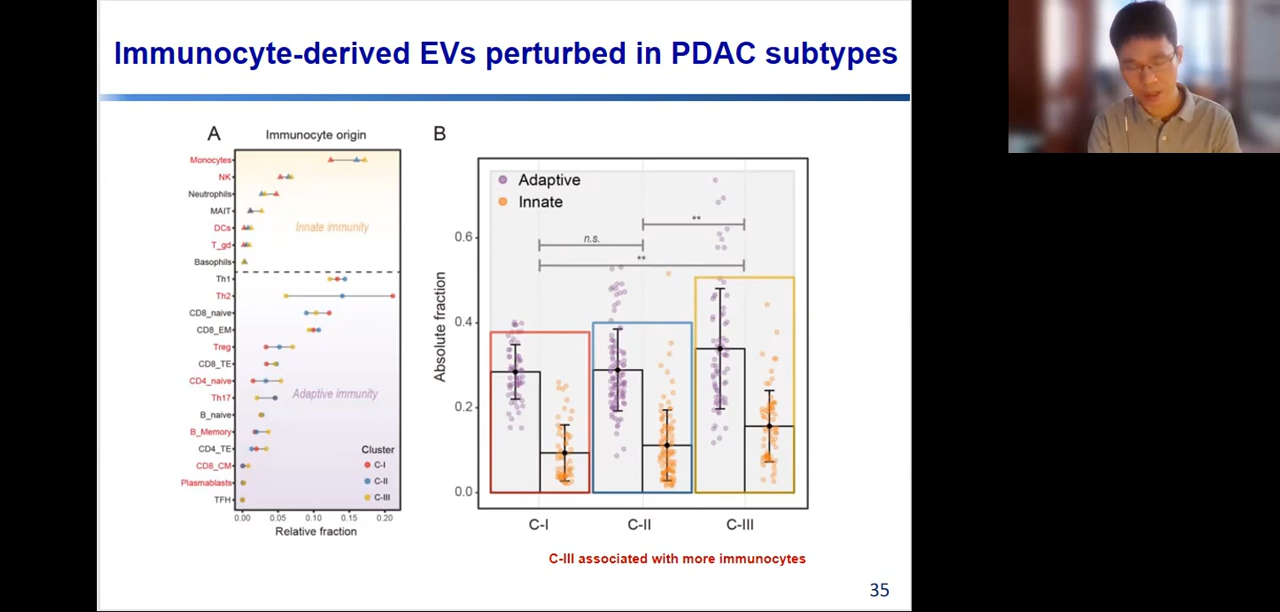 Immunocyte-derived EVs perturbed in PDAC subtypes
A
Immunocyte origin
Monocytes
NK
Neutrophils
MAIT
DCs
T_gd
Basophils
Innate immunity
Th1
Th2
CD8_naive
CD8_EM
Treg
CD8_TE
CD4_naive
Th17
B_naive
B_Memory
CD4_TE
CD8_CM
Plasmablasts
TFH
Adaptive immunity
Cluster
C-I
C-II
C-III
0.00 0.05 0.10 0.15 0.20
Relative fraction
B
Adaptive
Innate
**
n.s.
**
0.6
0.4
0.2
0.0
Absolute fraction
C-I C-II C-III
C-III associated with more immunocytes
35